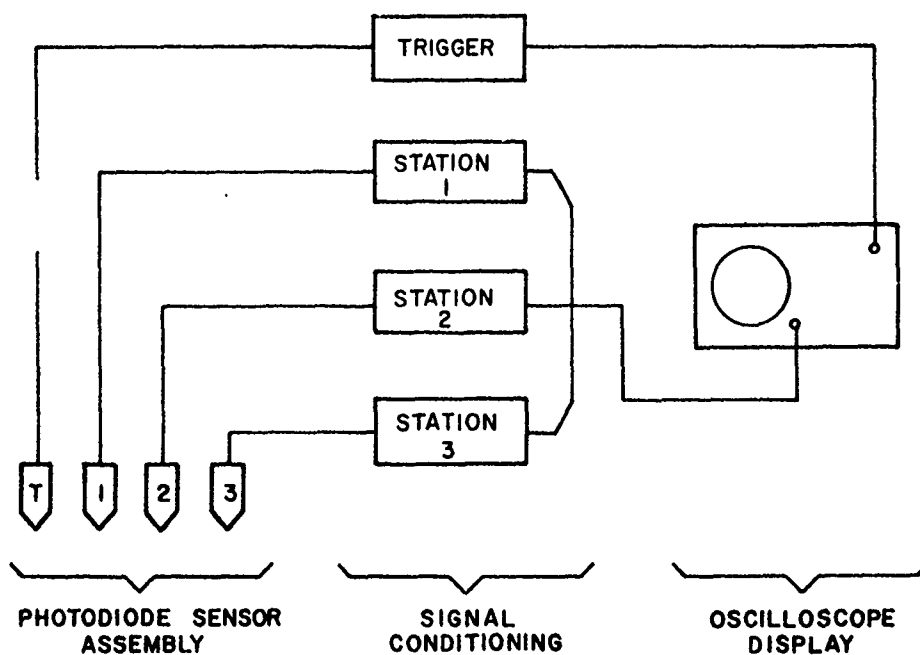 TRIGGER
STATION
1
STATION
2
STATION
3
T 1 2 3
PHOTODIODE SENSOR
ASSEMBLY
SIGNAL
CONDITIONING
OSCILLOSCOPE
DISPLAY